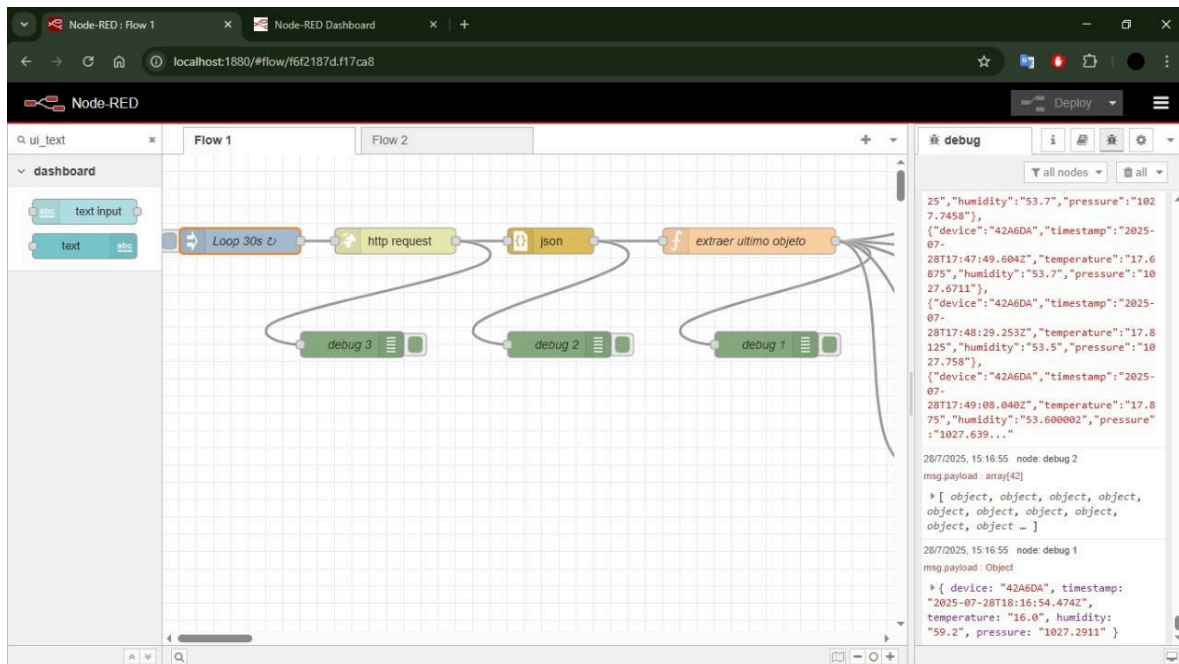 Node-RED : Flow 1
Node-RED Dashboard
localhost:1880/#flow/f6f2187d.f17ca8
Node-RED
Deploy
ui_text
dashboard
text input
abc
text
abc
Flow 1
Flow 2
Loop 30s ↻
http request
json
extraer ultimo objeto
debug 3
debug 2
debug 1
debug
all nodes
all
25","humidity":"53.7","pressure":"102
7.7458"},
{"device":"42A6DA","timestamp":"2025-
07-
28T17:47:49.604Z","temperature":"17.6
875","humidity":"53.7","pressure":"10
27.6711"},
{"device":"42A6DA","timestamp":"2025-
07-
28T17:48:29.253Z","temperature":"17.8
125","humidity":"53.5","pressure":"10
27.758"},
{"device":"42A6DA","timestamp":"2025-
07-
28T17:49:08.040Z","temperature":"17.8
75","humidity":"53.600002","pressure"
:"1027.639..."
28/7/2025, 15:16:55 node: debug 2
msg.payload : array[42]
[ object, object, object, object,
object, object, object, object,
object, object … ]
28/7/2025, 15:16:55 node: debug 1
msg.payload : Object
{ device: "42A6DA", timestamp:
"2025-07-28T18:16:54.474Z",
temperature: "16.0", humidity:
"59.2", pressure: "1027.2911" }